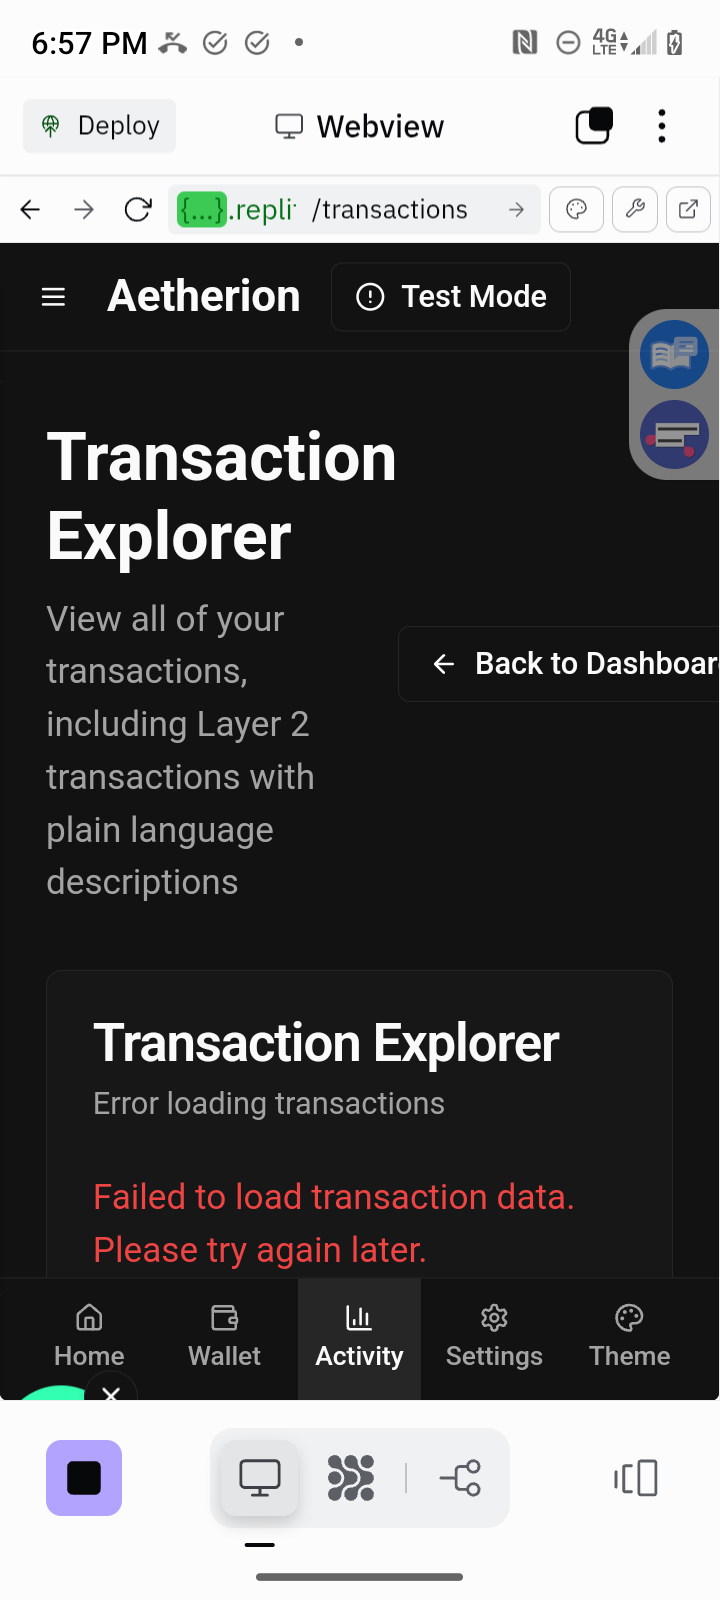 6:57 PM 4G LTE
Deploy Webview
{...}.repli /transactions
Aetherion Test Mode
Transaction
Explorer
View all of your
transactions,
including Layer 2
transactions with
plain language
descriptions
Back to Dashboar
Transaction Explorer
Error loading transactions
Failed to load transaction data.
Please try again later.
Home Wallet Activity Settings Theme